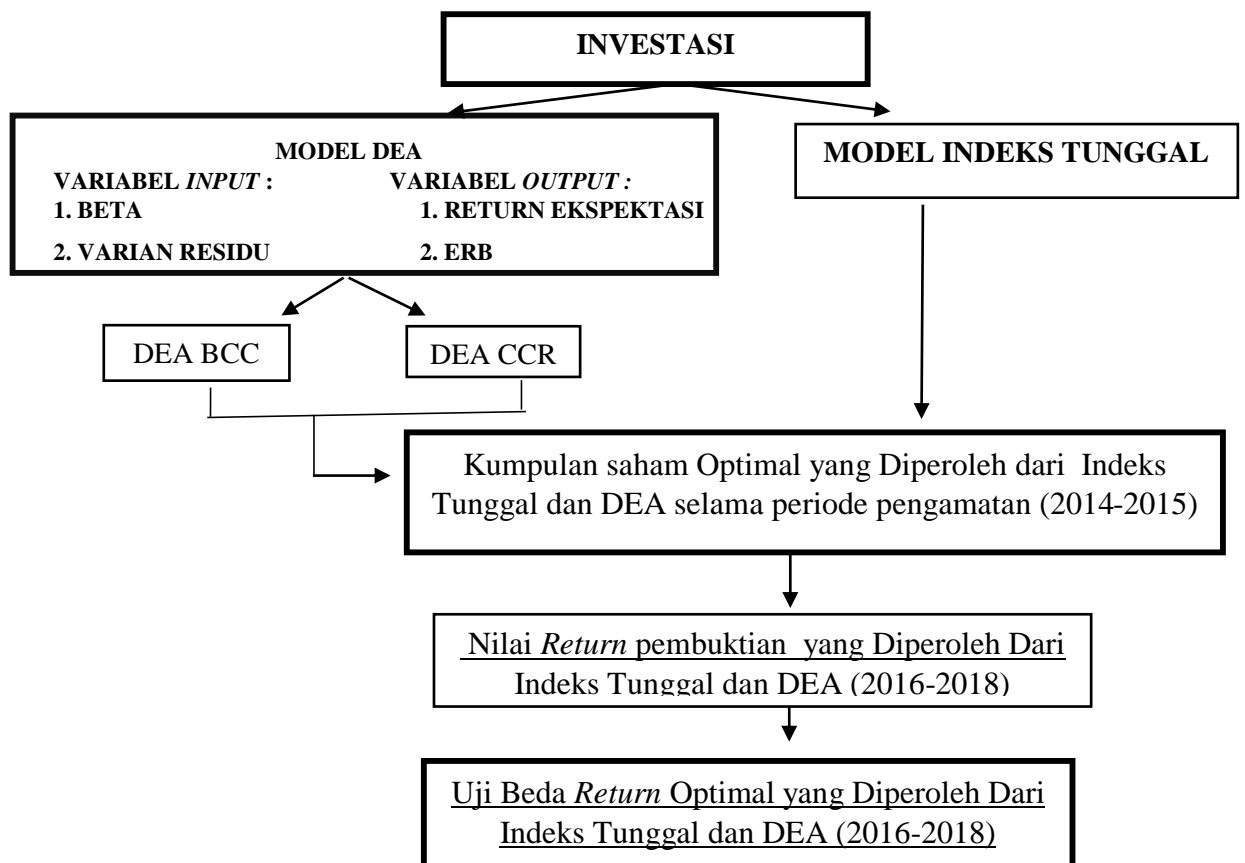 INVESTASI
MODEL DEA
VARIABEL INPUT : VARIABEL OUTPUT :
1. BETA 1. RETURN EKSPEKTASI
2. VARIAN RESIDU 2. ERB
MODEL INDEKS TUNGGAL
DEA BCC
DEA CCR
Kumpulan saham Optimal yang Diperoleh dari Indeks
Tunggal dan DEA selama periode pengamatan (2014-2015)
Nilai Return pembuktian yang Diperoleh Dari
Indeks Tunggal dan DEA (2016-2018)
Uji Beda Return Optimal yang Diperoleh Dari
Indeks Tunggal dan DEA (2016-2018)